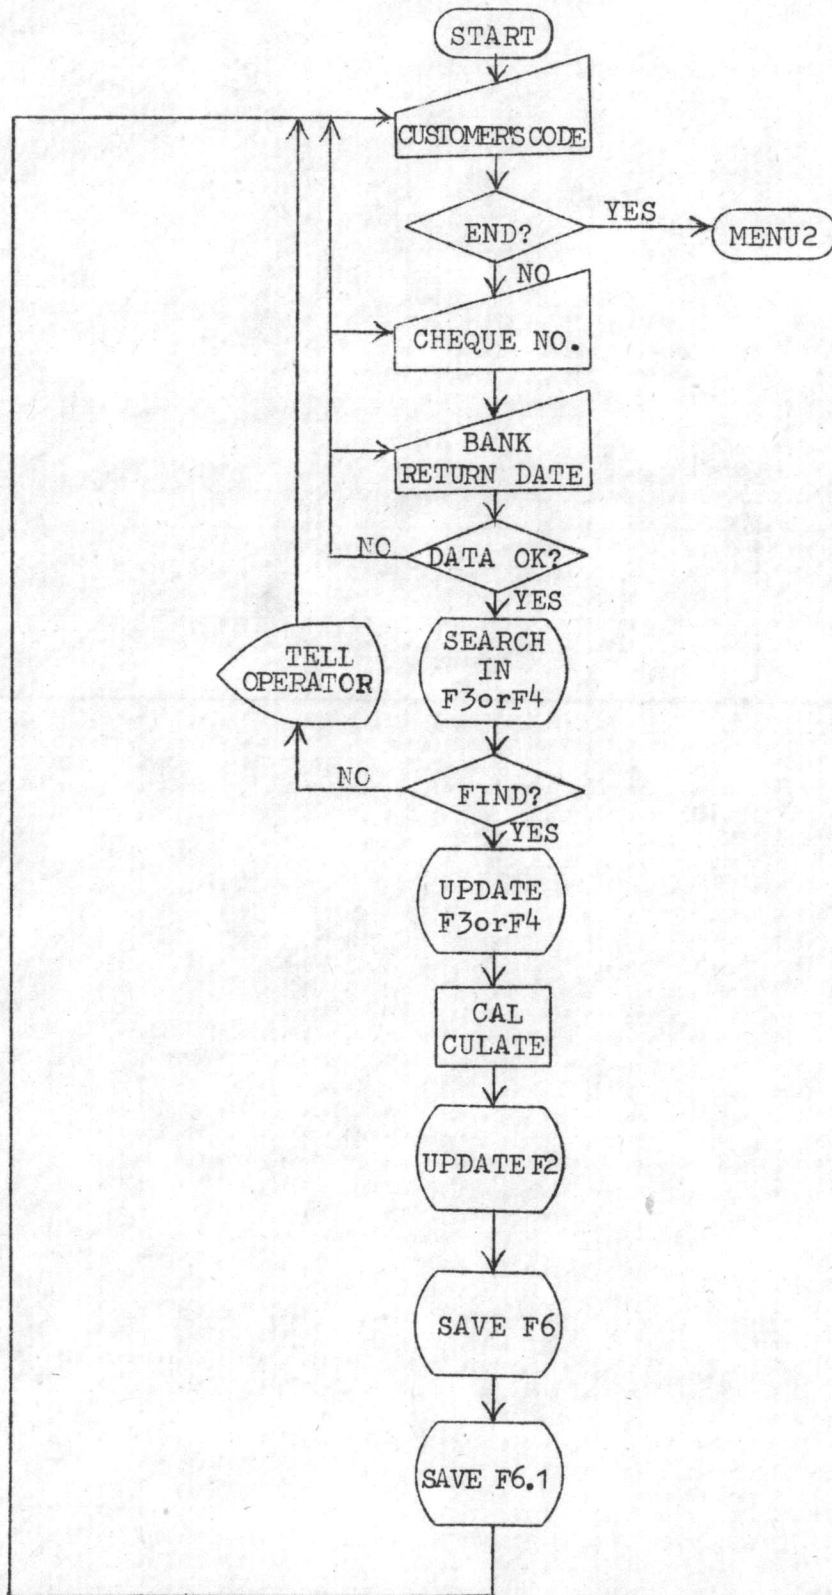 START
CUSTOMER'S CODE
END?
YES
MENU2
NO
CHEQUE NO.
BANK
RETURN DATE
NO
DATA OK?
YES
TELL
OPERATOR
SEARCH
IN
F3orF4
NO
FIND?
YES
UPDATE
F3orF4
CAL
CULATE
UPDATE F2
SAVE F6
SAVE F6.1